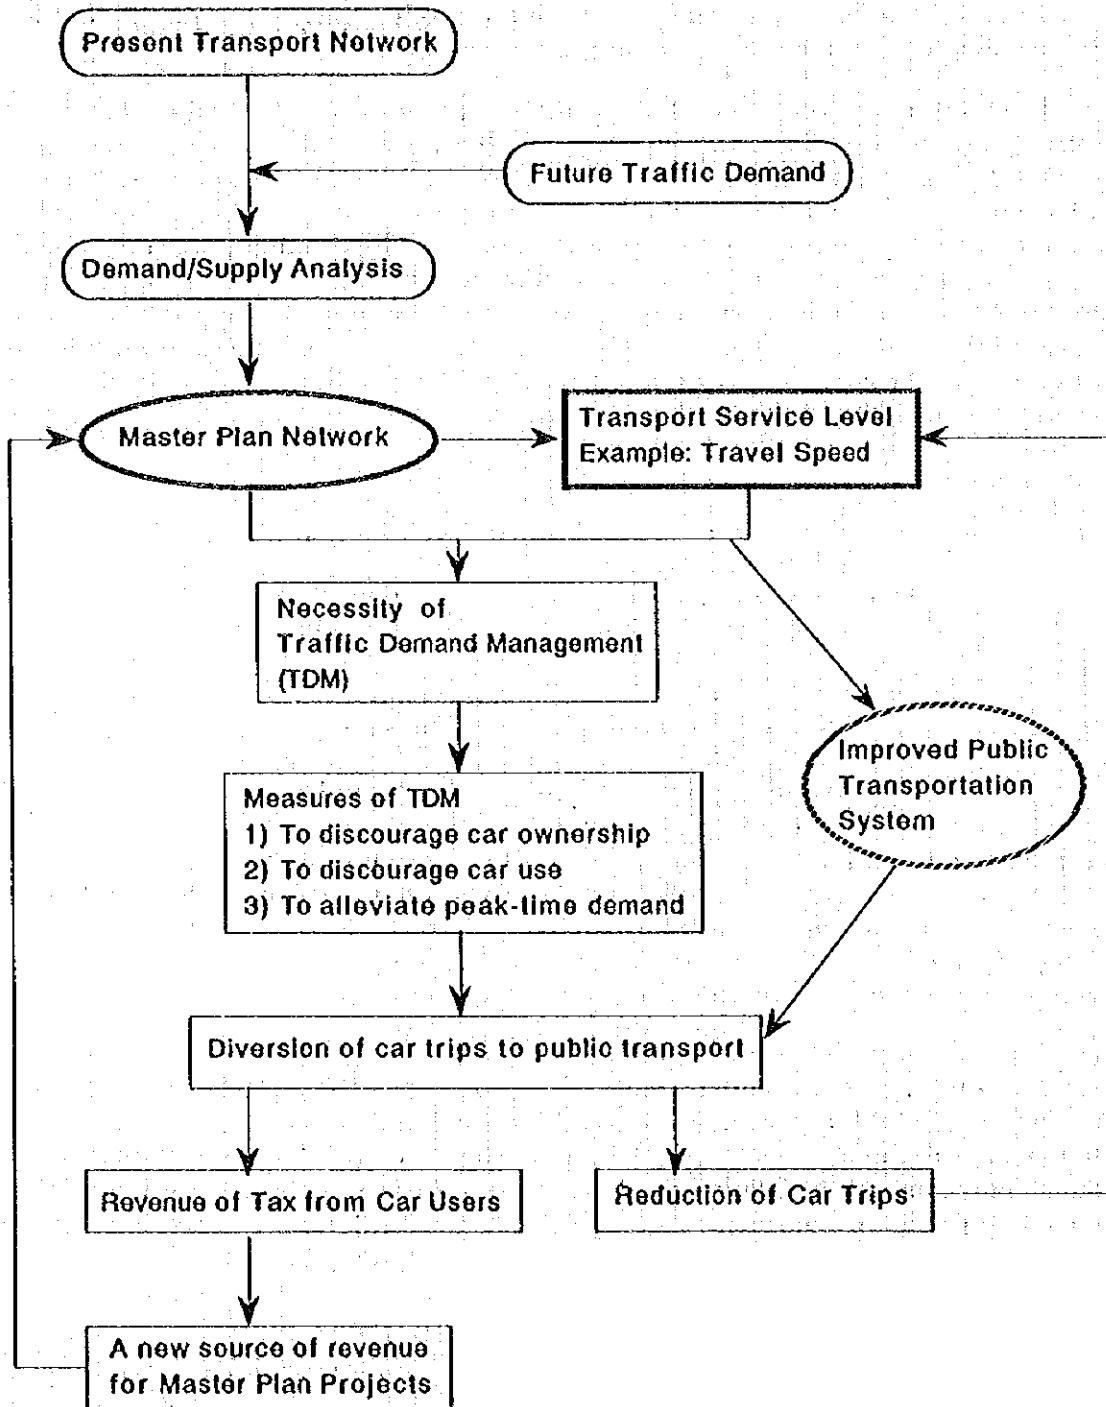 Present Transport Network
Future Traffic Demand
Demand/Supply Analysis
Master Plan Network
Transport Service Level
Example: Travel Speed
Necessity of
Traffic Demand Management
(TDM)
Improved Public
Transportation
System
Measures of TDM
1) To discourage car ownership
2) To discourage car use
3) To alleviate peak-time demand
Diversion of car trips to public transport
Revenue of Tax from Car Users
Reduction of Car Trips
A new source of revenue
for Master Plan Projects